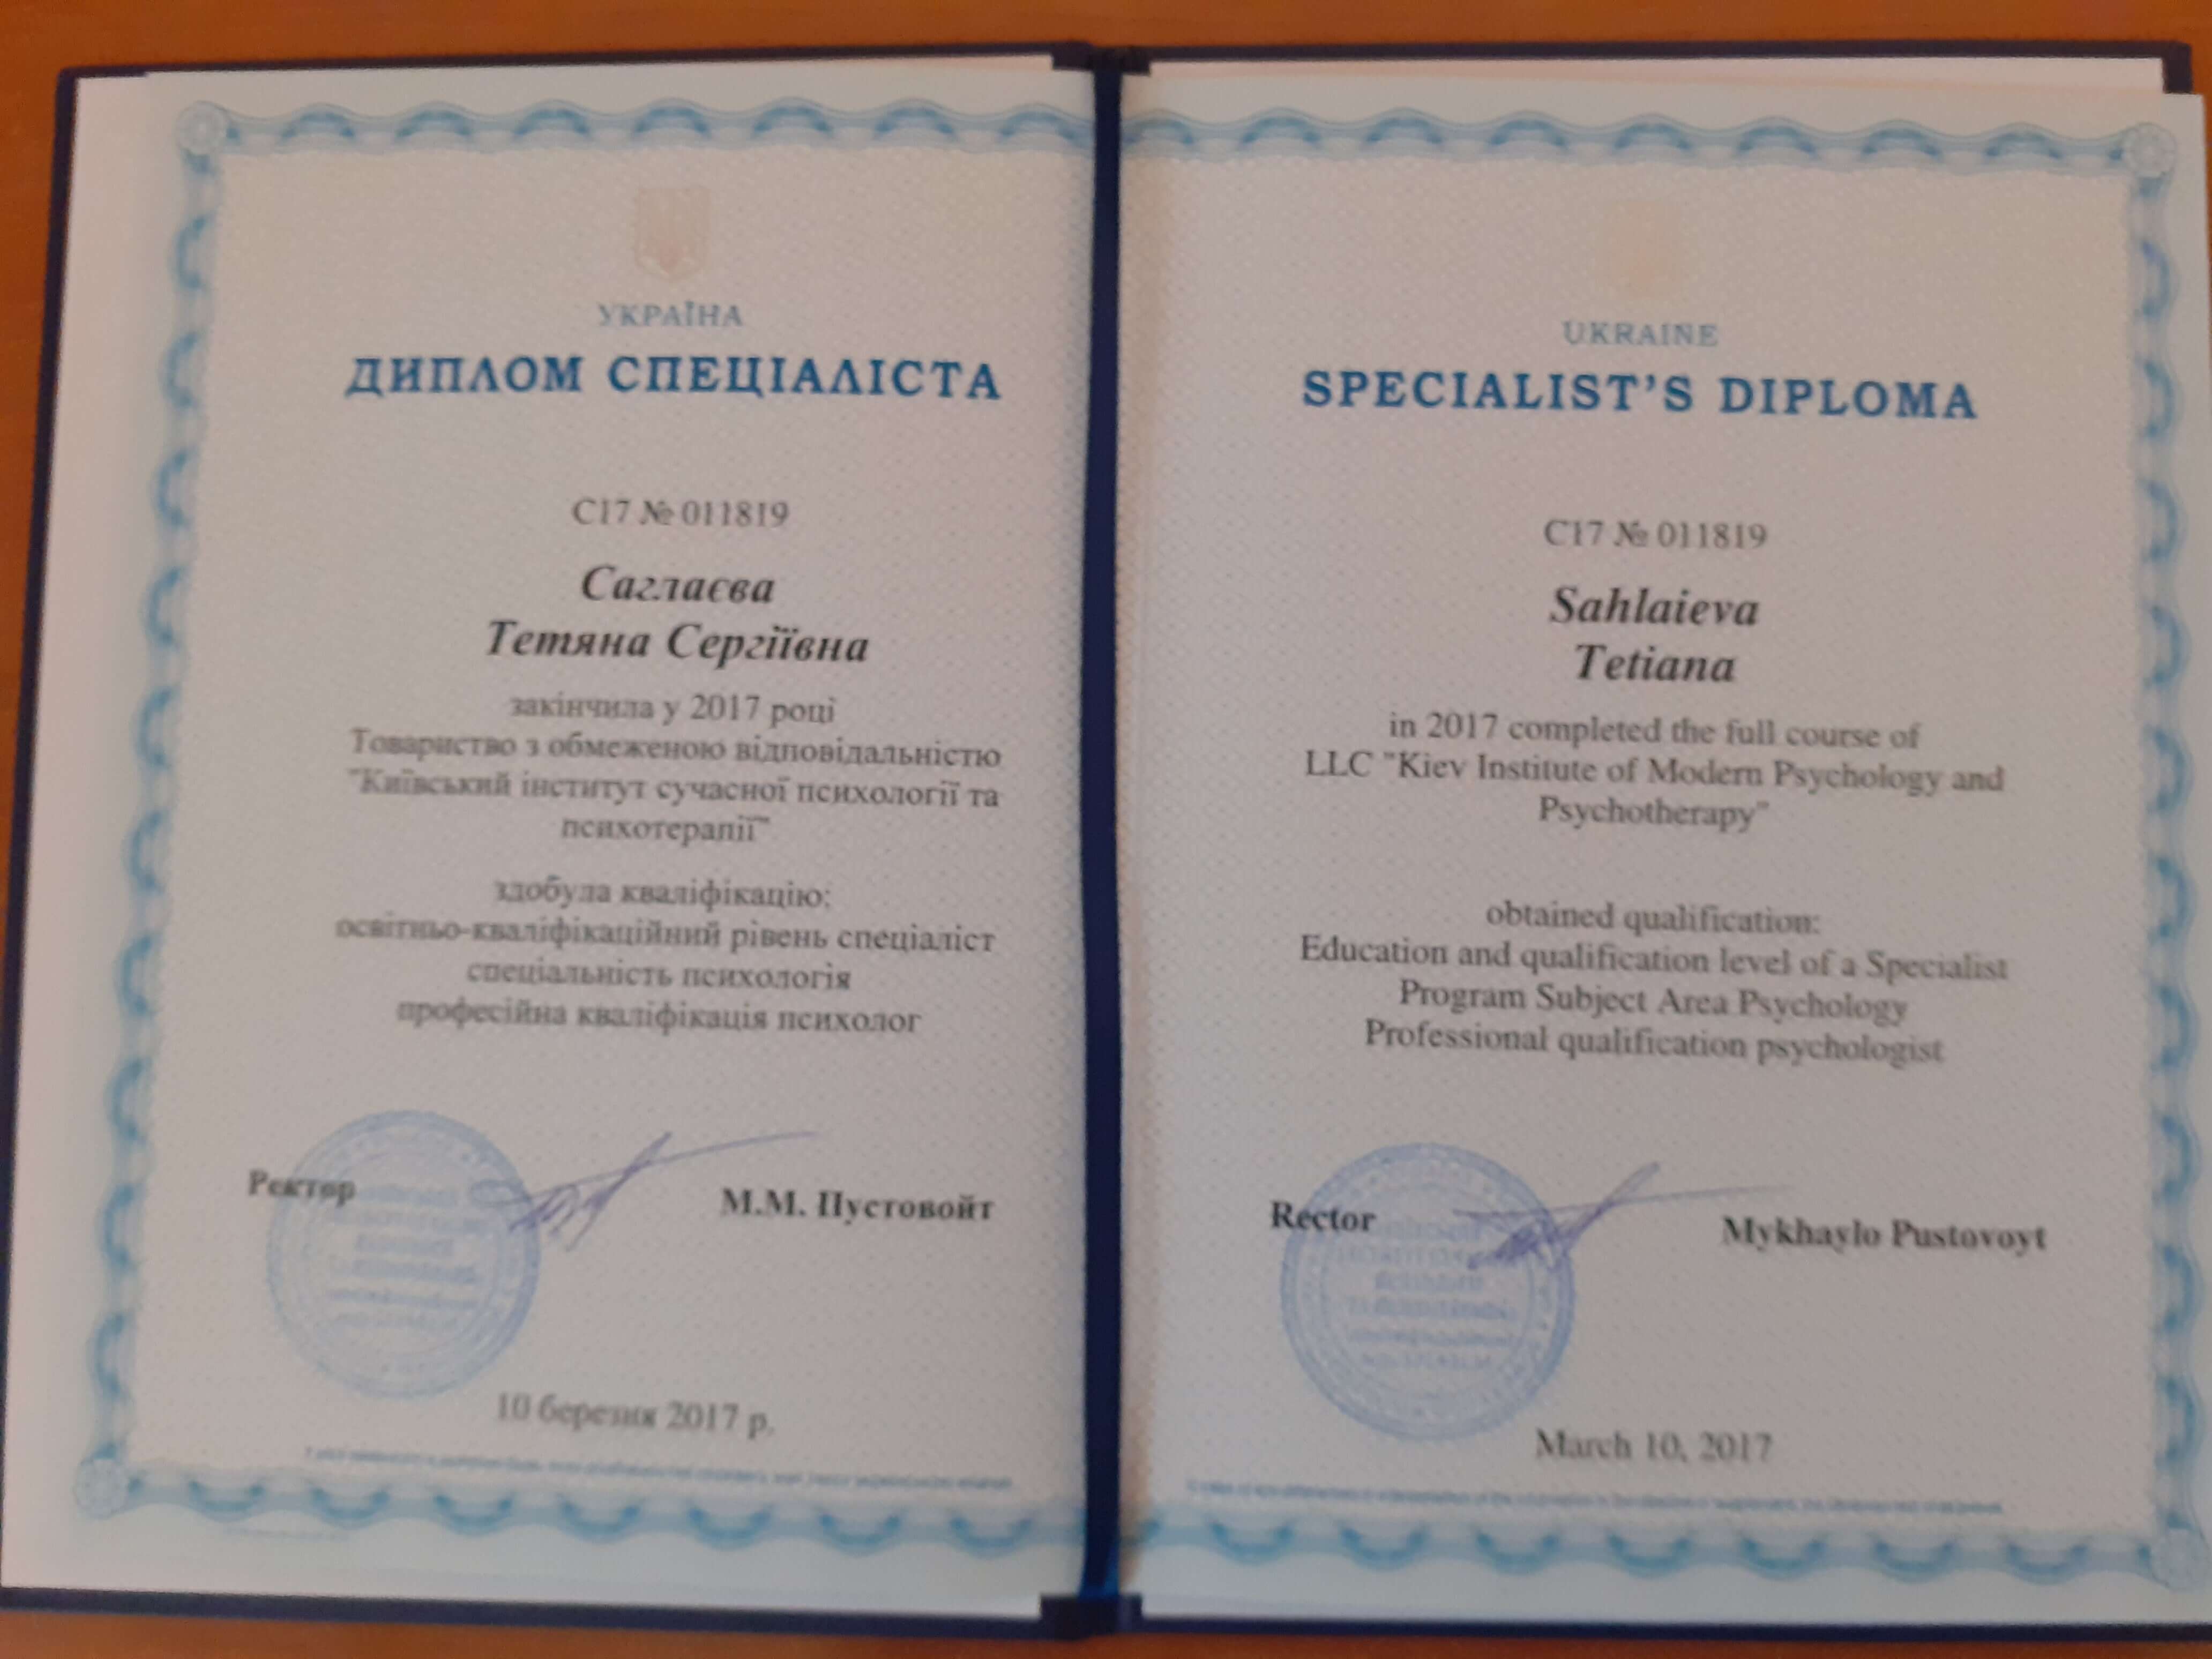 УКРАЇНА
ДИПЛОМ СПЕЦІАЛІСТА
С17 № 011819
Саглаєва
Тетяна Сергіївна
закінчила у 2017 році
Товариство з обмеженою відповідальністю
"Київський інститут сучасної психології та
психотерапії"
здобула кваліфікацію:
освітньо-кваліфікаційний рівень спеціаліст
спеціальність психологія
професійна кваліфікація психолог
Ректор
М.М. Пустовойт
10 березня 2017 р.
UKRAINE
SPECIALIST'S DIPLOMA
C17 № 011819
Sahlaieva
Tetiana
in 2017 completed the full course of
LLC "Kiev Institute of Modern Psychology and
Psychotherapy"
obtained qualification:
Education and qualification level of a Specialist
Program Subject Area Psychology
Professional qualification psychologist
Rector
Mykhaylo Pustovoyt
March 10, 2017